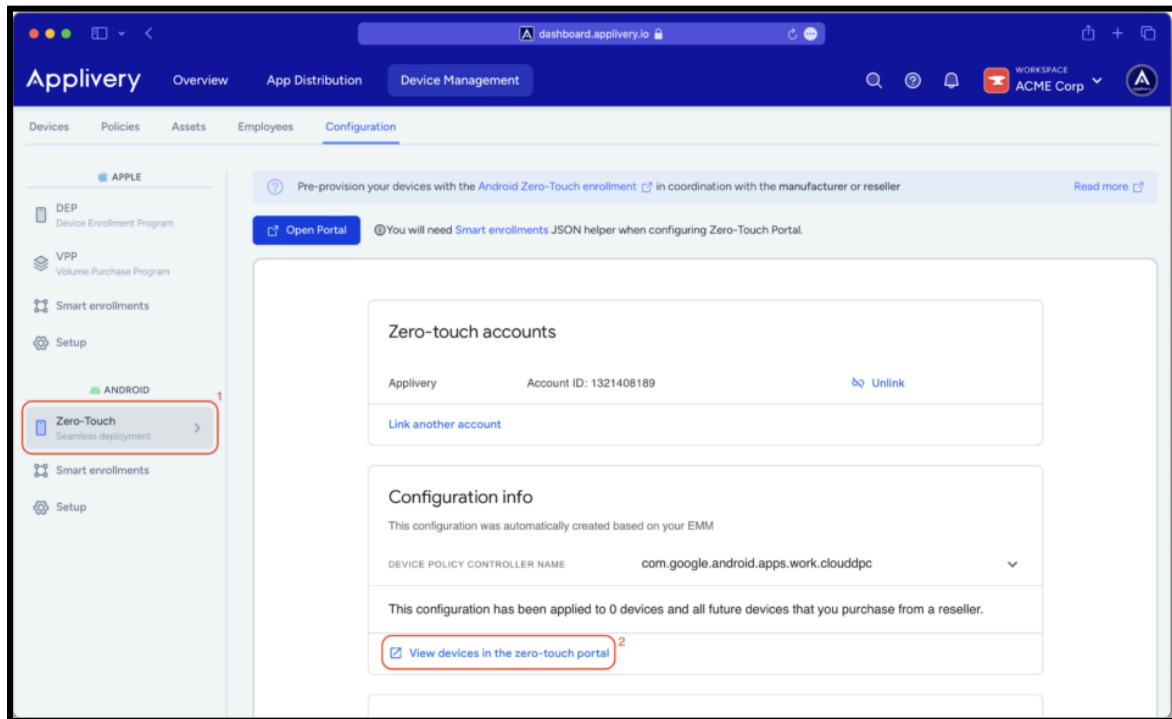 dashboard.applivery.io
Applivery Overview App Distribution Device Management WORKSPACE ACME Corp
Devices Policies Assets Employees Configuration
APPLE
DEP
Device Enrollment Program
VPP
Volume Purchase Program
Smart enrollments
Setup
ANDROID
1
Zero-Touch
Seamless deployment
Smart enrollments
Setup
Pre-provision your devices with the Android Zero-Touch enrollment in coordination with the manufacturer or reseller Read more
Open Portal You will need Smart enrollments JSON helper when configuring Zero-Touch Portal.
Zero-touch accounts
Applivery Account ID: 1321408189 Unlink
Link another account
Configuration info
This configuration was automatically created based on your EMM
DEVICE POLICY CONTROLLER NAME com.google.android.apps.work.clouddpc
This configuration has been applied to 0 devices and all future devices that you purchase from a reseller.
View devices in the zero-touch portal 2